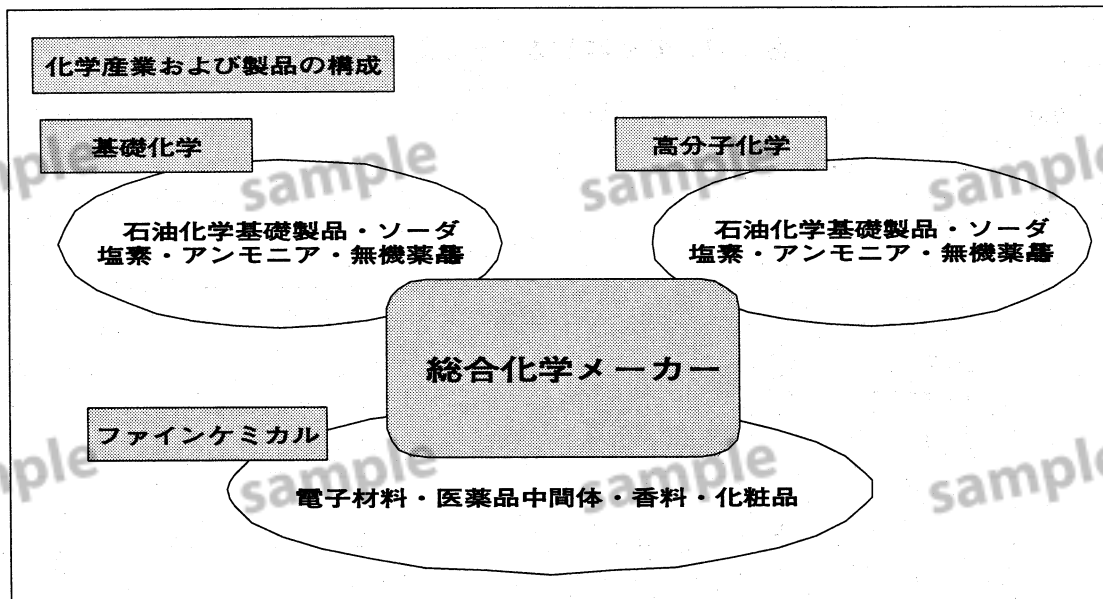 化学産業および製品の構成
基礎化学
高分子化学
石油化学基礎製品・ソーダ
塩素・アンモニア・無機薬品等
石油化学基礎製品・ソーダ
塩素・アンモニア・無機薬品等
総合化学メーカー
ファインケミカル
電子材料・医薬品中間体・香料・化粧品
sample
sample
sample
sample
sample
sample
sample
sample